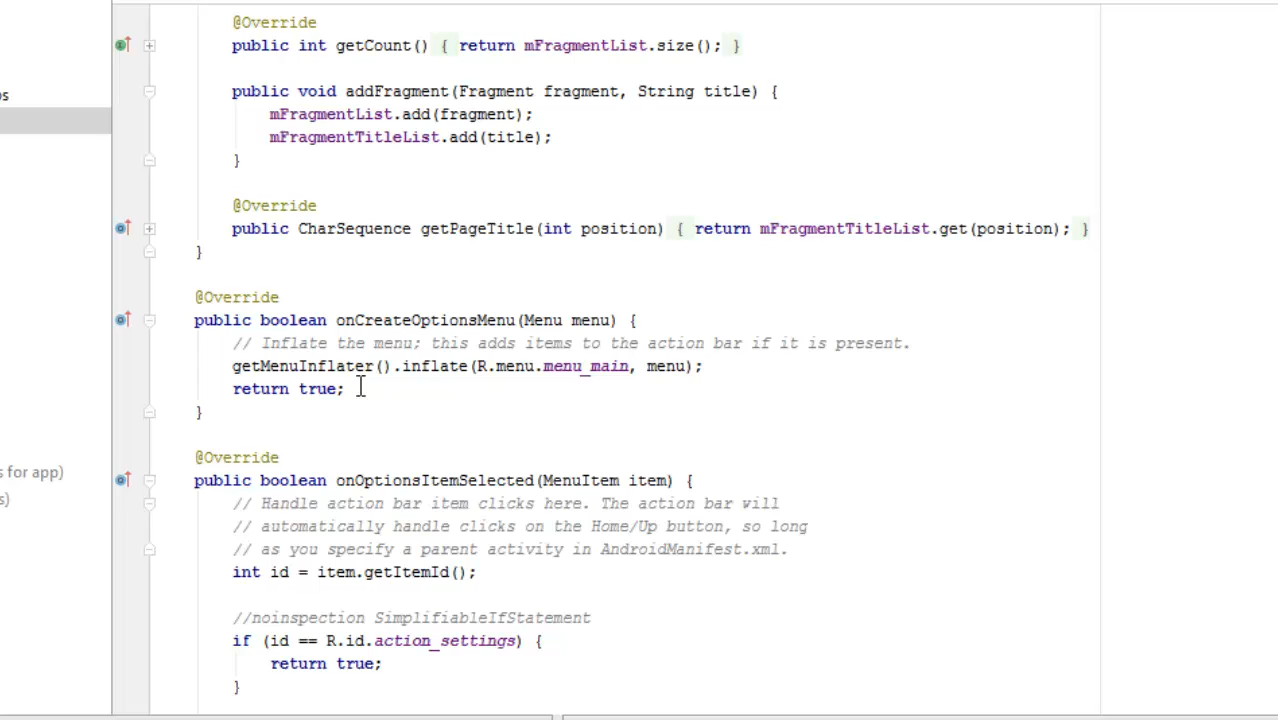 @Override
public int getCount() { return mFragmentList.size(); }
public void addFragment(Fragment fragment, String title) {
mFragmentList.add(fragment);
mFragmentTitleList.add(title);
}
@Override
public CharSequence getPageTitle(int position) { return mFragmentTitleList.get(position); }
}
@Override
public boolean onCreateOptionsMenu(Menu menu) {
// Inflate the menu; this adds items to the action bar if it is present.
getMenuInflater().inflate(R.menu.menu_main, menu);
return true;
}
@Override
s for app)
public boolean onOptionsItemSelected(MenuItem item) {
s)
// Handle action bar item clicks here. The action bar will
// automatically handle clicks on the Home/Up button, so long
// as you specify a parent activity in AndroidManifest.xml.
int id = item.getItemId();
//noinspection SimplifiableIfStatement
if (id == R.id.action_settings) {
return true;
}